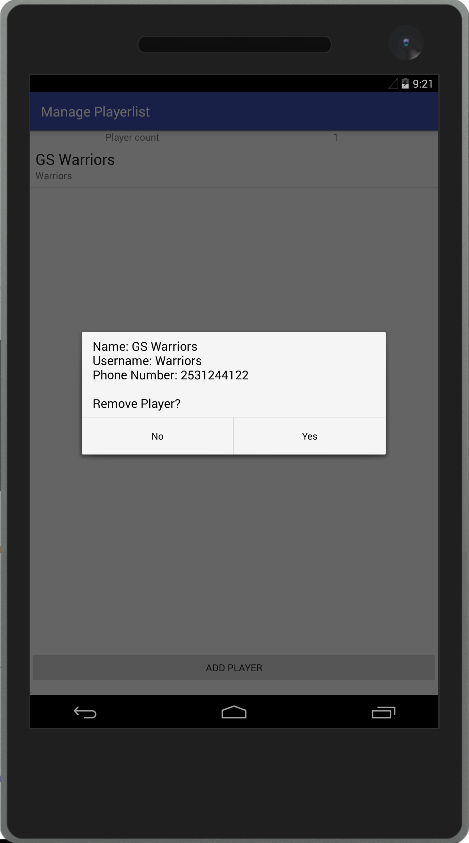 9:21
Manage Playerlist
Player count 1
GS Warriors
Warriors
Name: GS Warriors
Username: Warriors
Phone Number: 2531244122
Remove Player?
No Yes
ADD PLAYER